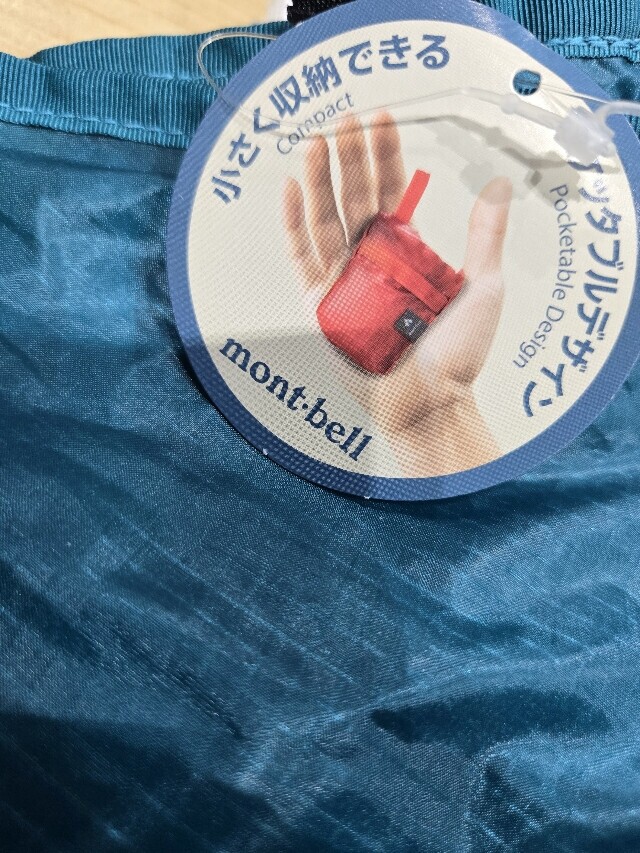 小さく収納できる
Compact
ッタブルデザイン
Pocketable Design
mont·bell